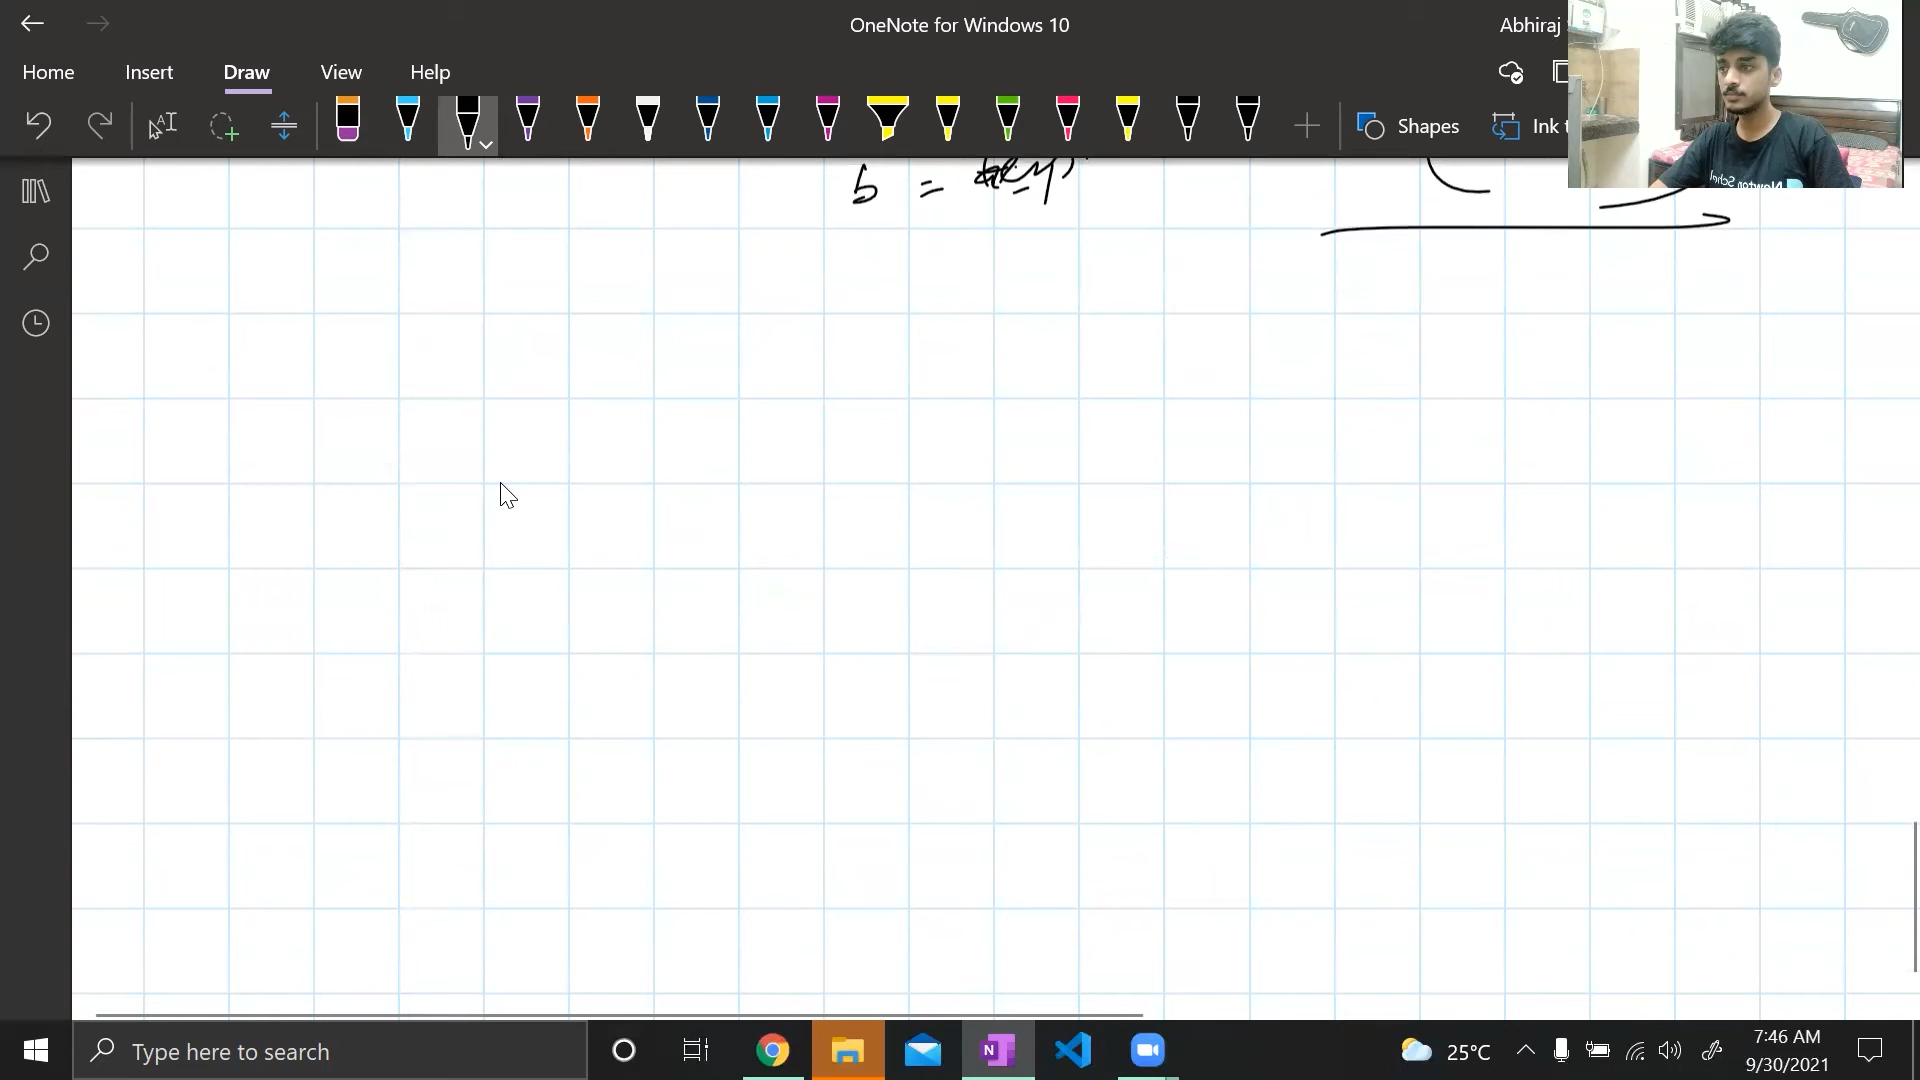 OneNote for Windows 10
Abhiraj
Home Insert Draw View Help
Shapes
Ink t
b =
Type here to search
25°C
7:46 AM
9/30/2021